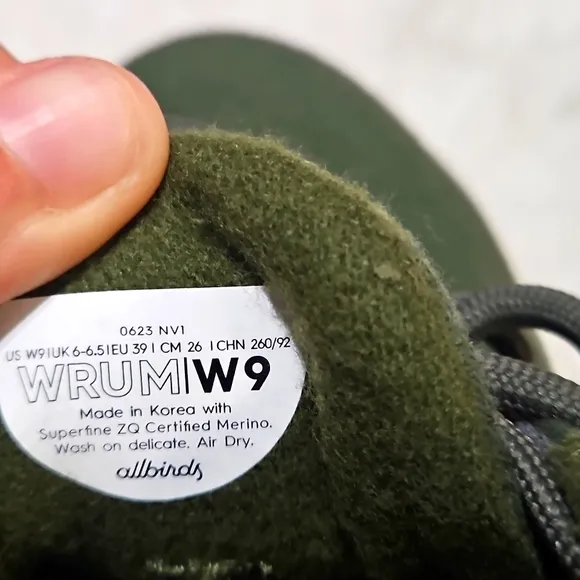 0623 NV1
US W9|UK 6-6.5|EU 39 | CM 26 | CHN 260/92
WRUM|W9
Made in Korea with
Superfine ZQ Certified Merino.
Wash on delicate. Air Dry.
allbirds